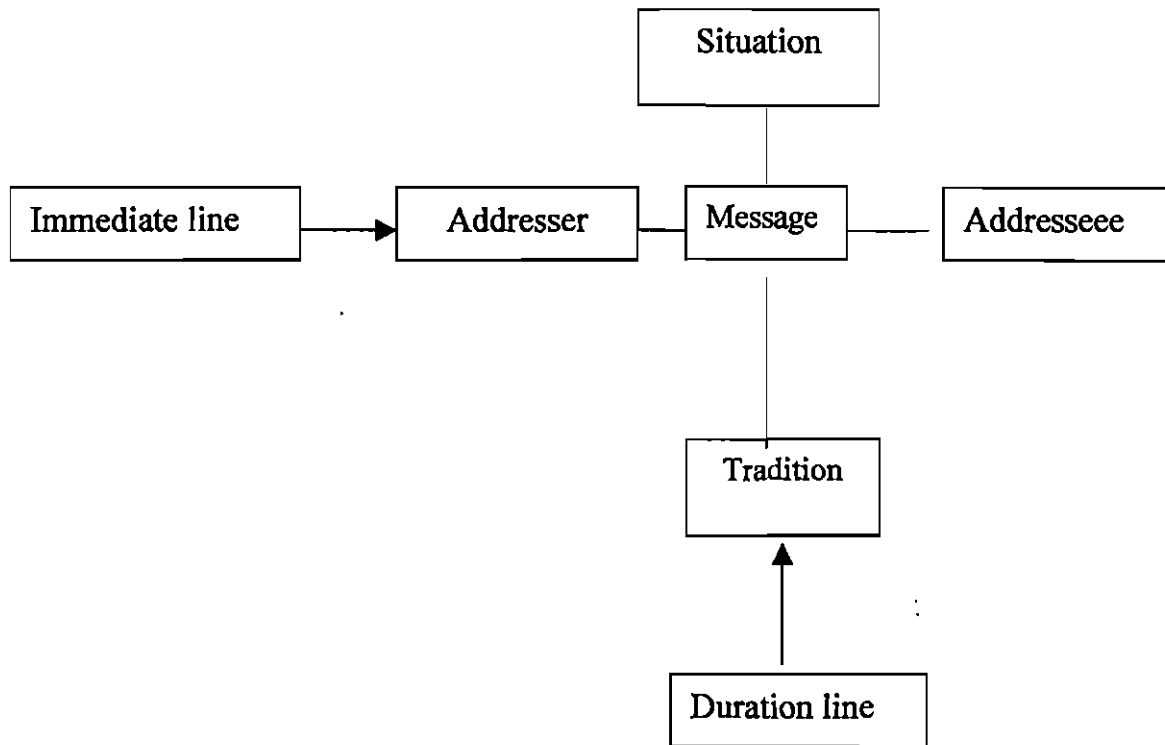 Situation
Immediate line
Addresser
Message
Addresseee
Tradition
Duration line